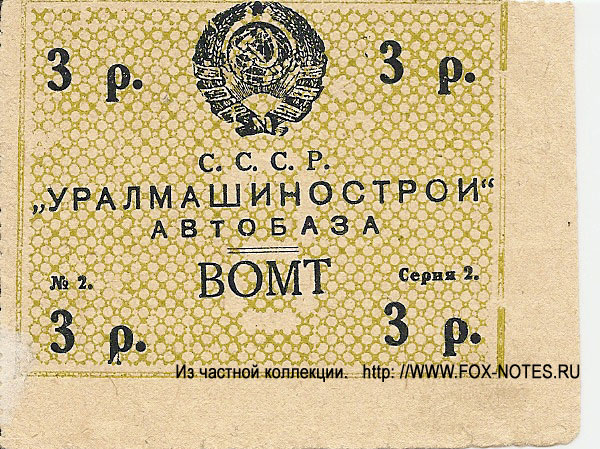 3 р. 3 р.
С. С. С. Р.
„УРАЛМАШИНОСТРОИ“
АВТОБАЗА
№ 2. ВОМТ Серия 2.
3 р. 3 р.
Из частной коллекции. http: //WWW.FOX-NOTES.RU